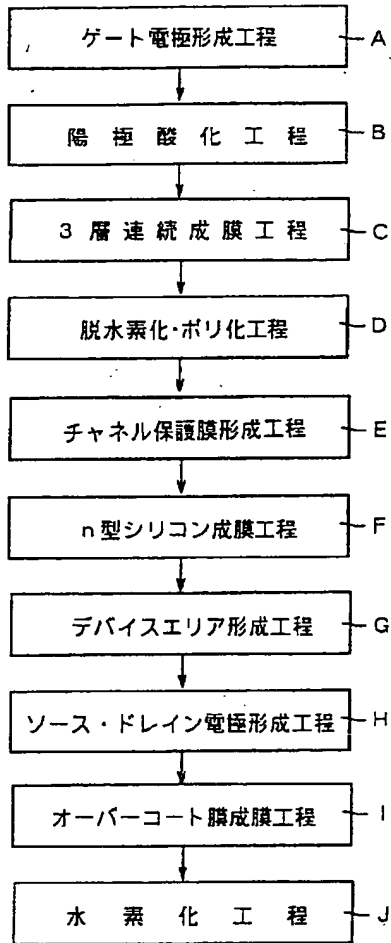 ゲート電極形成工程 A
陽極酸化工程 B
3層連続成膜工程 C
脱水素化・ポリ化工程 D
チャネル保護膜形成工程 E
n型シリコン成膜工程 F
デバイスエリア形成工程 G
ソース・ドレイン電極形成工程 H
オーバーコート膜成膜工程 I
水素化工程 J